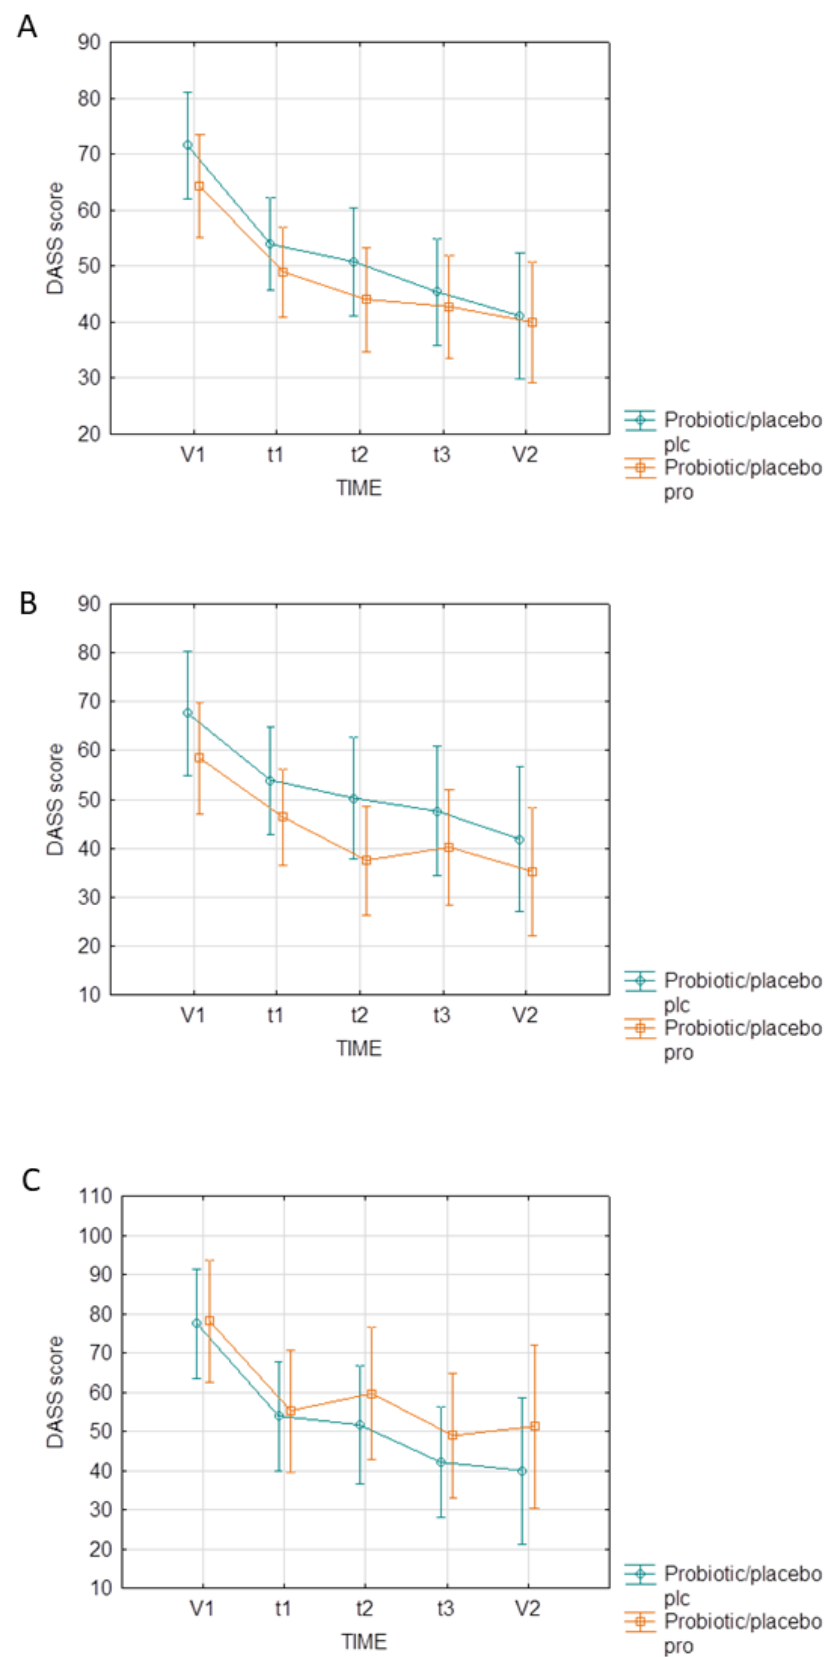 A
90
80
70
60
50
40
30
20
DASS score
V1 t1 t2 t3 V2
TIME
Probiotic/placebo
plc
Probiotic/placebo
pro
B
90
80
70
60
50
40
30
20
10
DASS score
V1 t1 t2 t3 V2
TIME
Probiotic/placebo
plc
Probiotic/placebo
pro
C
110
100
90
80
70
60
50
40
30
20
10
DASS score
V1 t1 t2 t3 V2
TIME
Probiotic/placebo
plc
Probiotic/placebo
pro